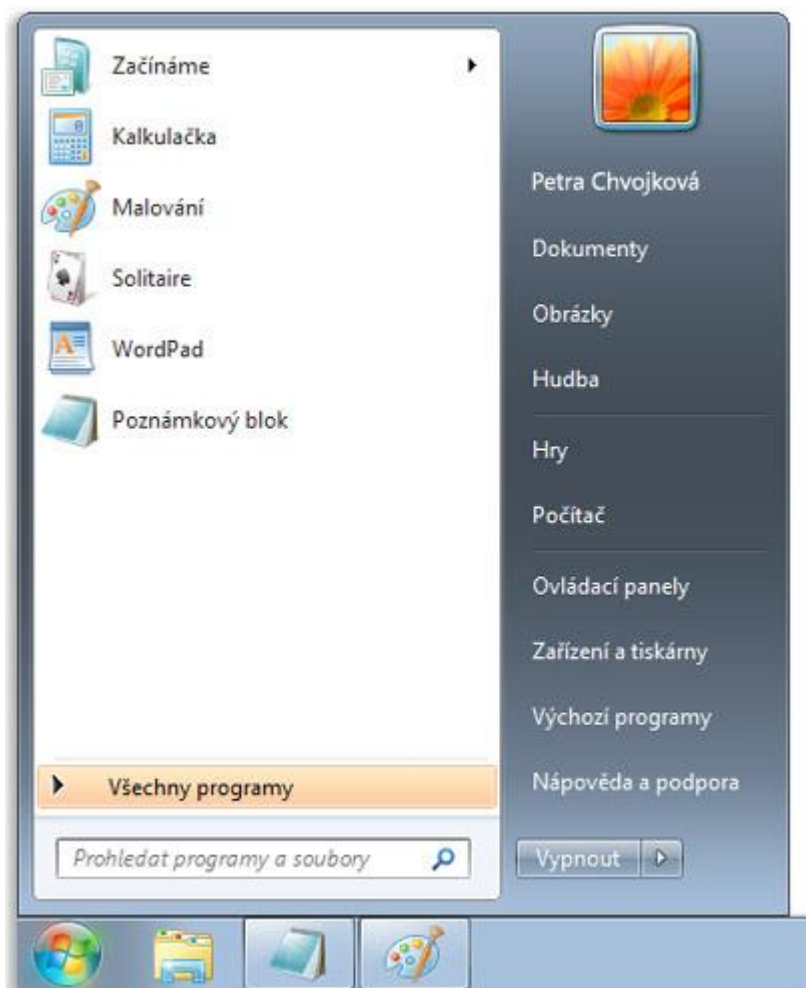 Začínáme
Kalkulačka
Malování
Solitaire
WordPad
Poznámkový blok
Všechny programy
Prohledat programy a soubory
Petra Chvojková
Dokumenty
Obrázky
Hudba
Hry
Počítač
Ovládací panely
Zařízení a tiskárny
Výchozí programy
Nápověda a podpora
Vypnout